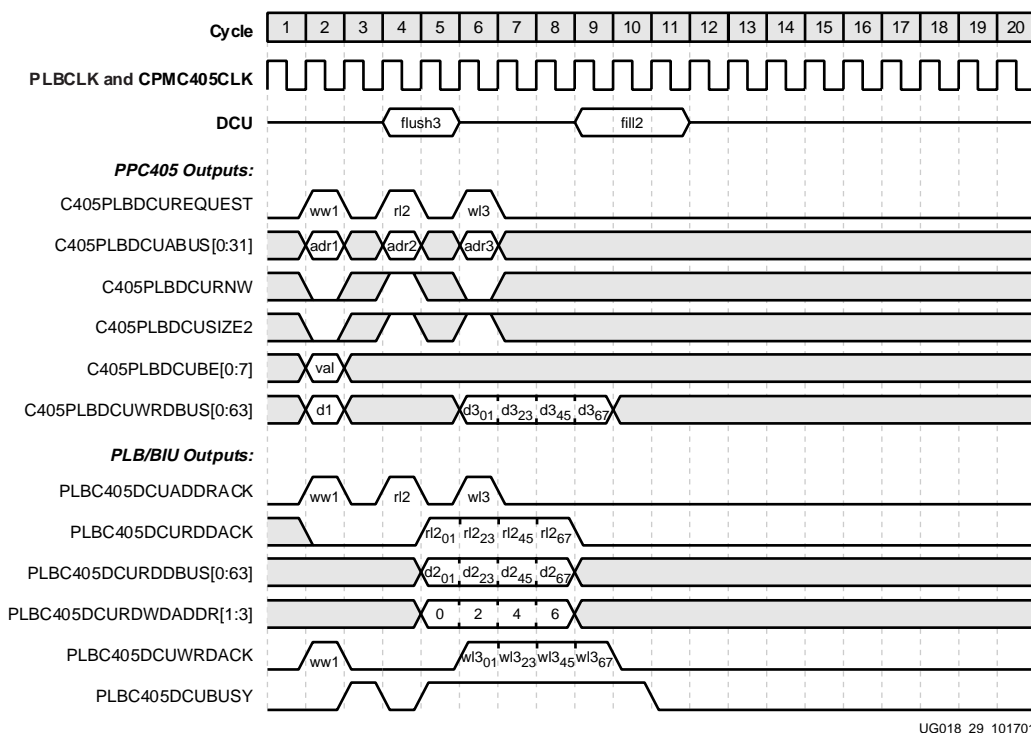 Cycle 1 2 3 4 5 6 7 8 9 10 11 12 13 14 15 16 17 18 19 20
PLBCLK and CPMC405CLK
DCU flush3 fill2
PPC405 Outputs:
C405PLBDCUREQUEST ww1 rl2 wl3
C405PLBDCUABUS[0:31] adr1 adr2 adr3
C405PLBDCURNW
C405PLBDCUSIZE2
C405PLBDCUBE[0:7] val
C405PLBDCUWRDBUS[0:63] d1 d301 d323 d345 d367
PLB/BIU Outputs:
PLBC405DCUADDRACK ww1 rl2 wl3
PLBC405DCURDDACK rl201 rl223 rl245 rl267
PLBC405DCURDDBUS[0:63] d201 d223 d245 d267
PLBC405DCURDWDADDR[1:3] 0 2 4 6
PLBC405DCUWRDACK ww1 wl301 wl323 wl345 wl367
PLBC405DCUBUSY
UG018_29_101701